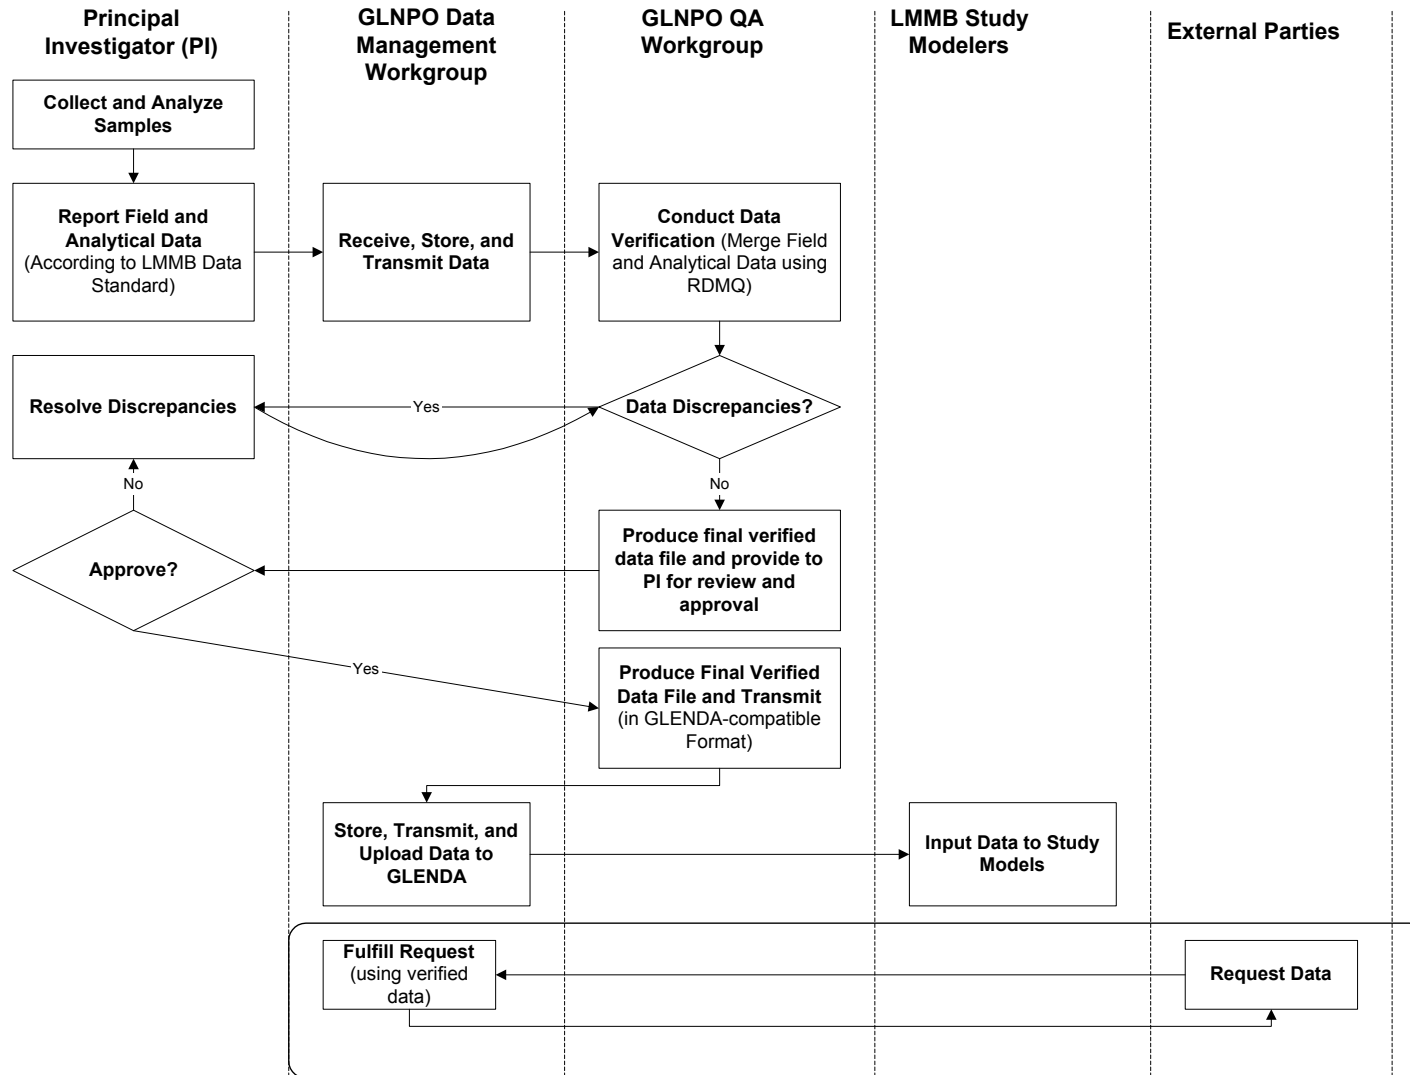 Principal
Investigator (PI)
GLNPO Data
Management
Workgroup
GLNPO QA
Workgroup
LMMB Study
Modelers
External Parties
Collect and Analyze
Samples
Report Field and
Analytical Data
(According to LMMB Data
Standard)
Receive, Store, and
Transmit Data
Conduct Data
Verification (Merge Field
and Analytical Data using
RDMQ)
Resolve Discrepancies
Yes
Data Discrepancies?
No
No
Produce final verified
data file and provide to
PI for review and
approval
Approve?
Yes
Produce Final Verified
Data File and Transmit
(in GLENDA-compatible
Format)
Store, Transmit, and
Upload Data to
GLENDA
Input Data to Study
Models
Fulfill Request
(using verified
data)
Request Data